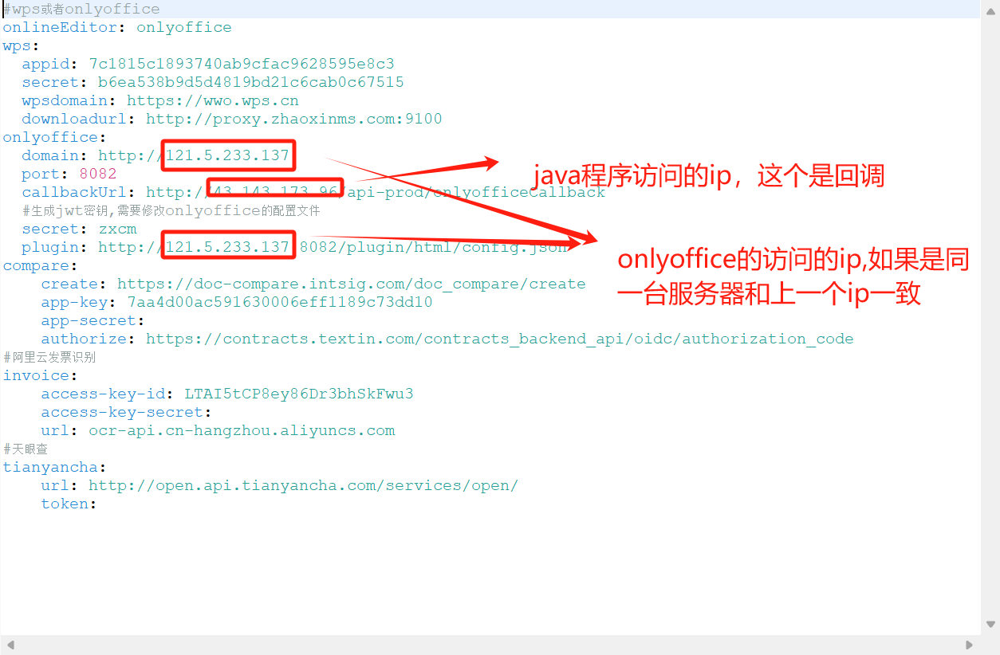 #wps或者onlyoffice
onlineEditor: onlyoffice
wps:
appid: 7c1815c1893740ab9cfac9628595e8c3
secret: b6ea538b9d5d4819bd21c6cab0c67515
wpsdomain: https://wwo.wps.cn
downloadurl: http://proxy.zhaoxinms.com:9100
onlyoffice:
domain: http://121.5.233.137
port: 8082
callbackUrl: http://43.143.173.96/api-prod/onlyofficeCallback
java程序访问的ip，这个是回调
#生成jwt密钥,需要修改onlyoffice的配置文件
secret: zxcm
plugin: http://121.5.233.137:8082/plugin/html/config.json
onlyoffice的访问的ip,如果是同
一台服务器和上一个ip一致
compare:
create: https://doc-compare.intsig.com/doc_compare/create
app-key: 7aa4d00ac591630006eff1189c73dd10
app-secret:
authorize: https://contracts.textin.com/contracts_backend_api/oidc/authorization_code
#阿里云发票识别
invoice:
access-key-id: LTAI5tCP8ey86Dr3bhSkFwu3
access-key-secret:
url: ocr-api.cn-hangzhou.aliyuncs.com
#天眼查
tianyancha:
url: http://open.api.tianyancha.com/services/open/
token: